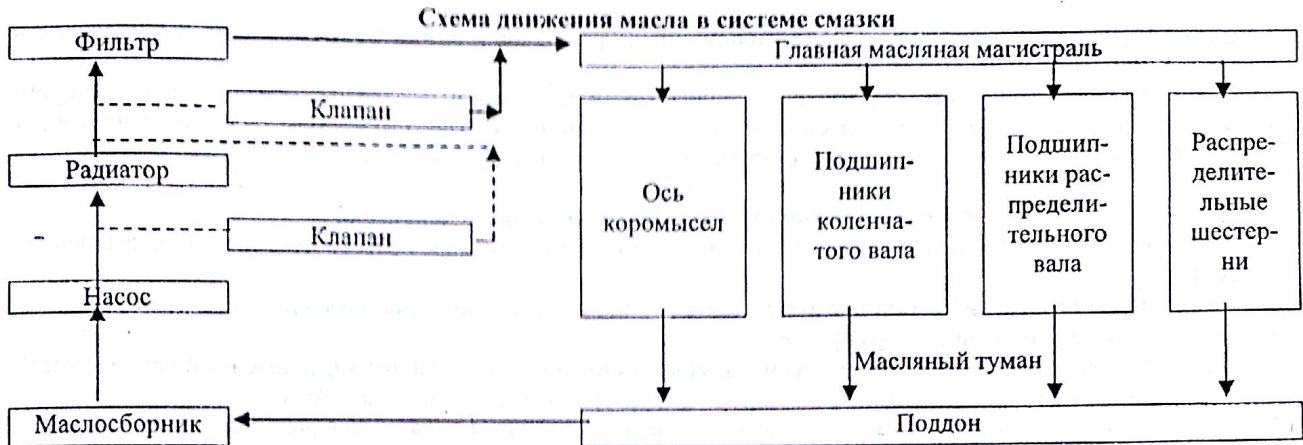 Схема движения масла в системе смазки
Фильтр
Главная масляная магистраль
Клапан
Радиатор
Клапан
Насос
Маслосборник
Ось
коромысел
Подшип-
ники
коленча-
того вала
Подшип-
ники рас-
предели-
тельного
вала
Распре-
делите-
льные
шестер-
ни
Масляный туман
Поддон